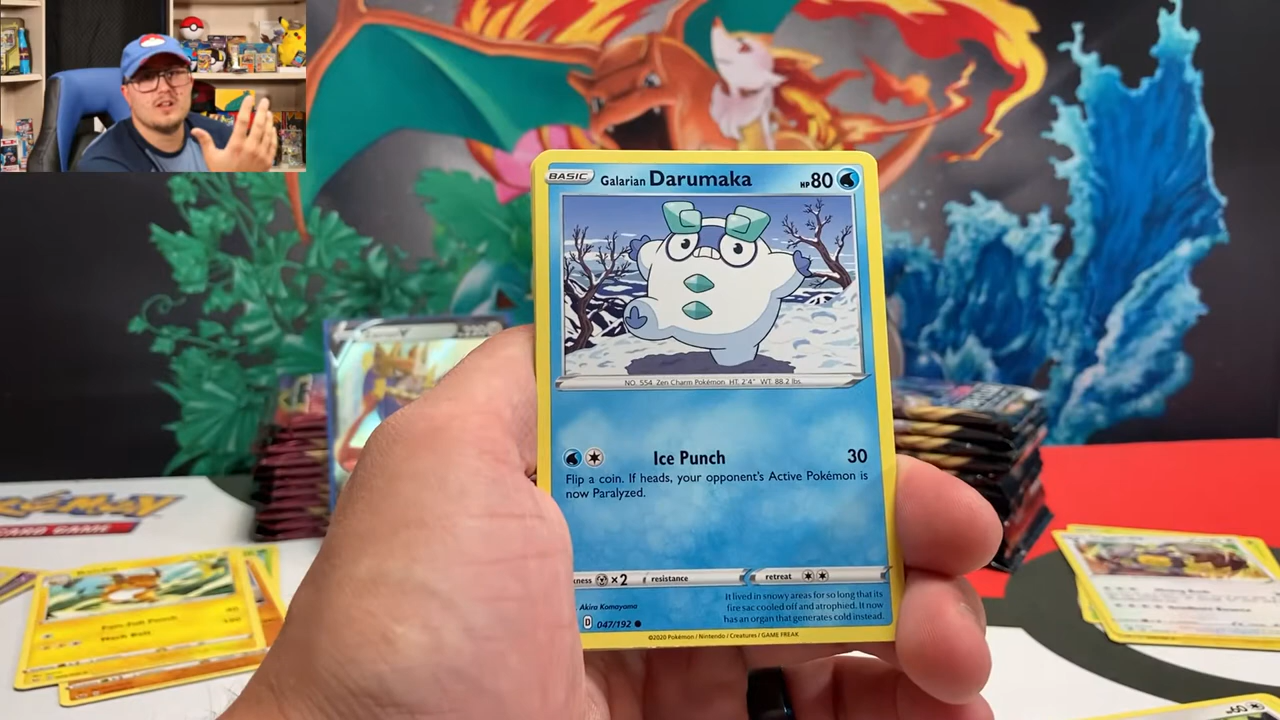 BASIC Galarian Darumaka HP 80
NO. 554 Zen Charm Pokémon HT. 2'4" WT. 88.2 lbs.
Ice Punch 30
Flip a coin. If heads, your opponent's Active Pokémon is
now Paralyzed.
×2 resistance retreat
Akira Komayama
It lived in snowy areas for so long that its
fire sac cooled off and atrophied. It now
has an organ that generates cold instead.
D 047/192
©2020 Pokémon / Nintendo / Creatures / GAME FREAK
POKéMON
CARD GAME